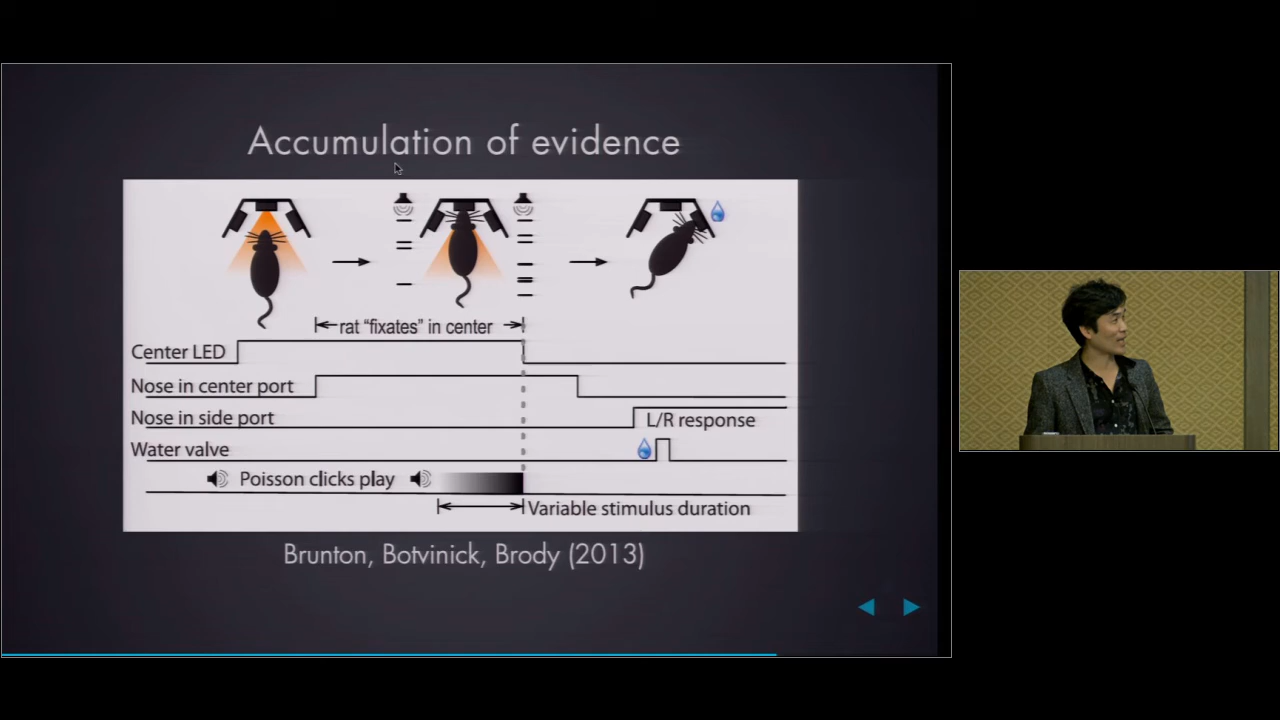 Accumulation of evidence
rat “fixates” in center
Center LED
Nose in center port
Nose in side port
L/R response
Water valve
Poisson clicks play
Variable stimulus duration
Brunton, Botvinick, Brody (2013)